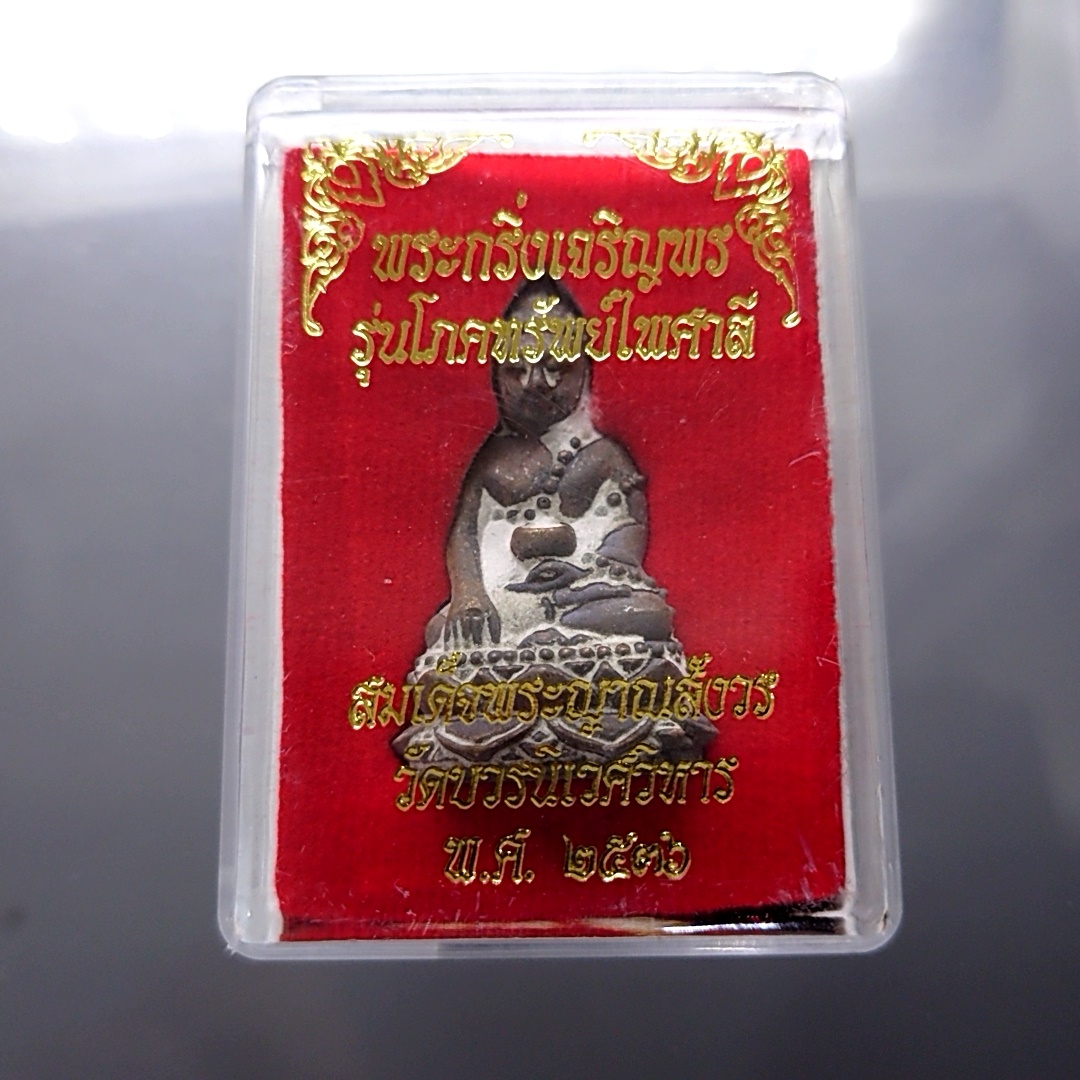 พระกริ่งเจริญพร
รุ่นโภคทรัพย์ไพศาลี
สมเด็จพระญาณสังวร
วัดบวรนิเวศวิหาร
พ.ศ. ๒๕๓๖